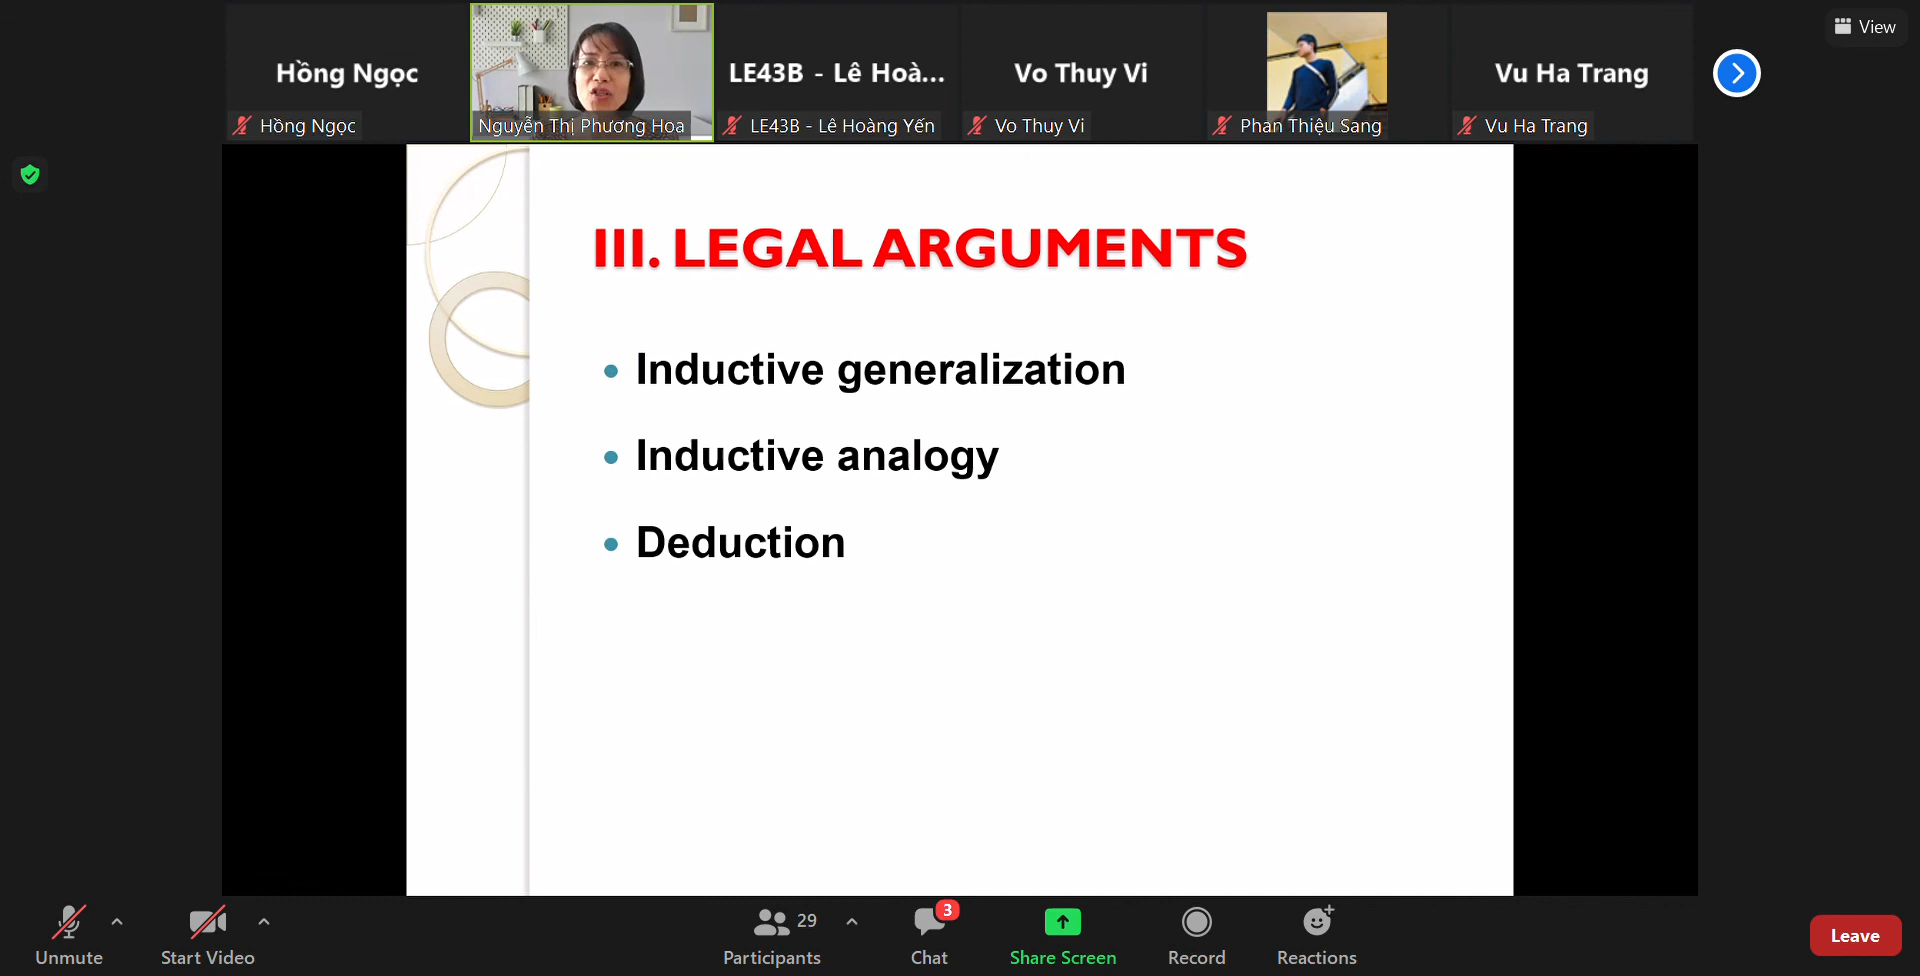 View
Hồng Ngọc
LE43B - Lê Hoà...
Vo Thuy Vi
Vu Ha Trang
Hồng Ngọc
Nguyễn Thị Phương Hoa
LE43B - Lê Hoàng Yến
Vo Thuy Vi
Phan Thiệu Sang
Vu Ha Trang
III. LEGAL ARGUMENTS
• Inductive generalization
• Inductive analogy
• Deduction
29
3
Unmute
Start Video
Participants
Chat
Share Screen
Record
Reactions
Leave